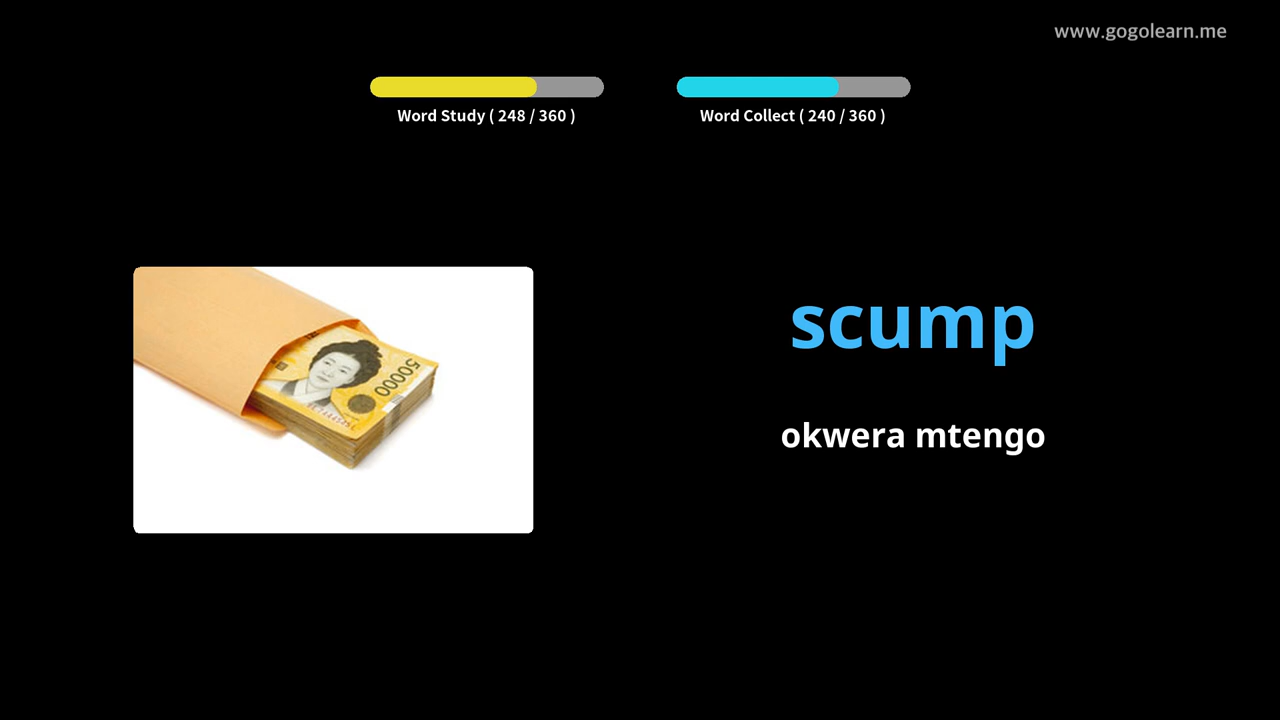 www.gogolearn.me
Word Study ( 248 / 360 )
Word Collect ( 240 / 360 )
50000
scump
okwera mtengo